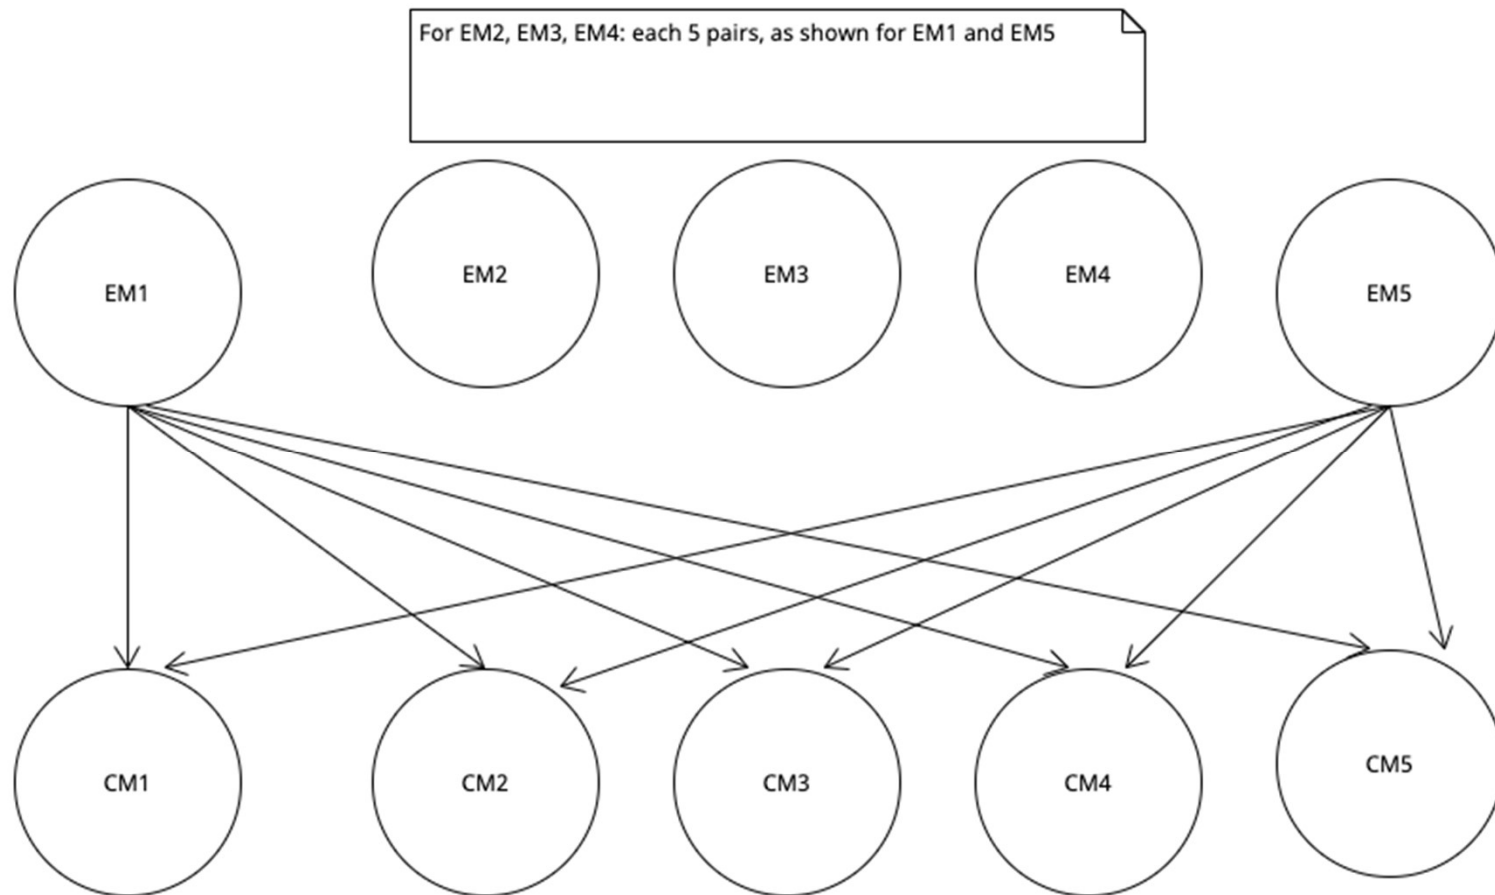 For EM2, EM3, EM4: each 5 pairs, as shown for EM1 and EM5
EM1
EM2
EM3
EM4
EM5
CM1
CM2
CM3
CM4
CM5